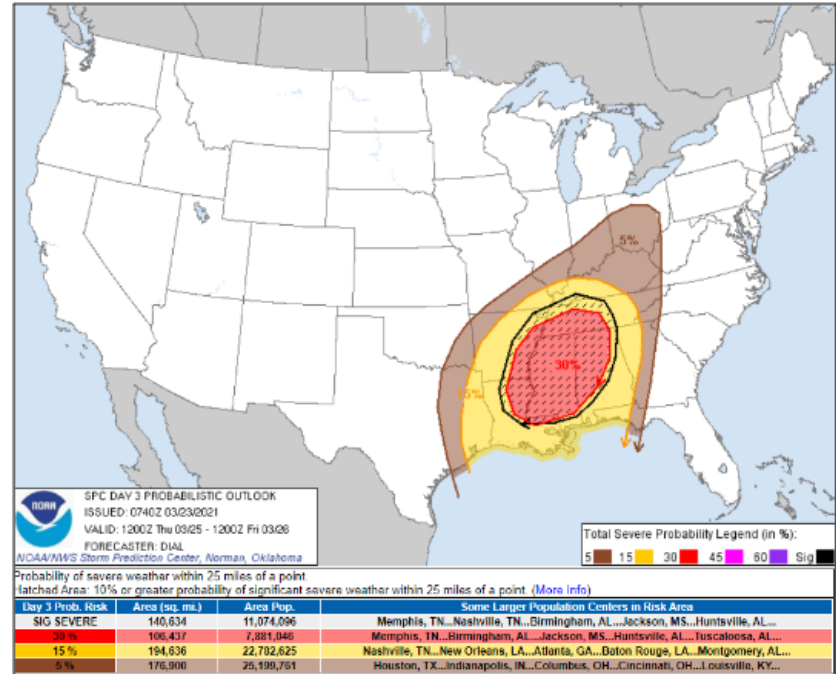 5%
30%
15%
NOAA
SPC DAY 3 PROBABILISTIC OUTLOOK
ISSUED: 0740Z 03/23/2021
VALID: 1200Z Thu 03/25 - 1200Z Fri 03/26
FORECASTER: DIAL
NOAA/NWS Storm Prediction Center, Norman, Oklahoma
Total Severe Probability Legend (in %):
5 15 30 45 60 Sig
Probability of severe weather within 25 miles of a point.
Hatched Area: 10% or greater probability of significant severe weather within 25 miles of a point. (More Info)
Day 3 Prob. Risk Area (sq. mi.) Area Pop. Some Larger Population Centers in Risk Area
SIG SEVERE 140,634 11,074,096 Memphis, TN...Nashville, TN...Birmingham, AL...Jackson, MS...Huntsville, AL...
30 % 106,437 7,881,046 Memphis, TN...Birmingham, AL...Jackson, MS...Huntsville, AL...Tuscaloosa, AL...
15 % 194,636 22,782,625 Nashville, TN...New Orleans, LA...Atlanta, GA...Baton Rouge, LA...Montgomery, AL...
5 % 176,900 25,199,761 Houston, TX...Indianapolis, IN...Columbus, OH...Cincinnati, OH...Louisville, KY...